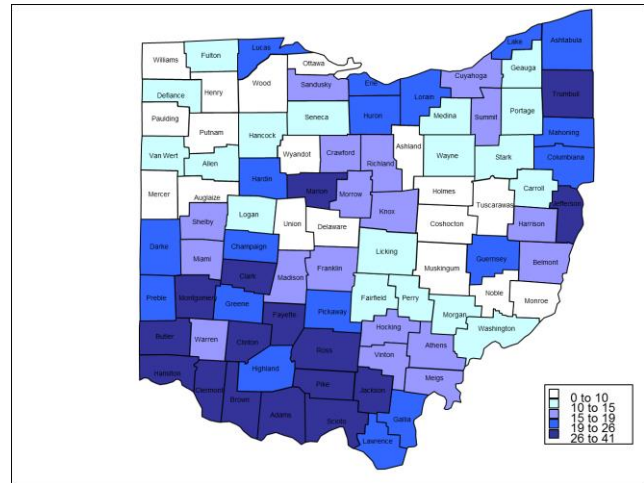 Lucas
Lake
Ashtabula
Williams
Fulton
Ottawa
Geauga
Wood
Cuyahoga
Henry
Sandusky
Erie
Lorain
Trumbull
Defiance
Huron
Medina
Summit
Portage
Paulding
Seneca
Putnam
Hancock
Mahoning
Ashland
Van Wert
Allen
Wyandot
Crawford
Richland
Wayne
Stark
Columbiana
Hardin
Carroll
Mercer
Auglaize
Marion
Morrow
Holmes
Tuscarawas
Jefferson
Knox
Logan
Shelby
Union
Delaware
Coshocton
Harrison
Darke
Champaign
Licking
Guernsey
Belmont
Miami
Franklin
Muskingum
Clark
Madison
Noble
Monroe
Preble
Montgomery
Greene
Fairfield
Perry
Pickaway
Fayette
Morgan
Washington
Butler
Warren
Clinton
Hocking
Ross
Athens
Vinton
Highland
Hamilton
Meigs
Clermont
Pike
Jackson
Brown
Adams
Scioto
Gallia
Lawrence
0 to 10
10 to 15
15 to 19
19 to 26
26 to 41